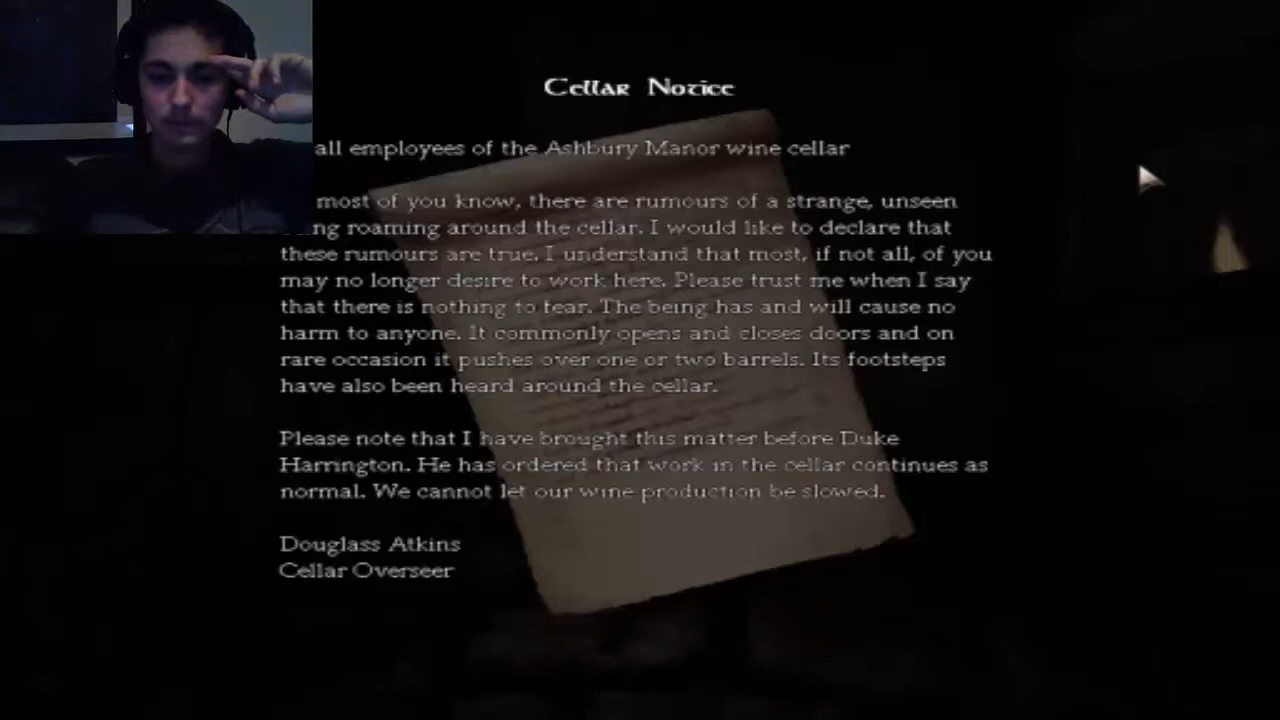 Cellar Notice
all employees of the Ashbury Manor wine cellar
most of you know, there are rumours of a strange, unseen
ng roaming around the cellar. I would like to declare that
these rumours are true. I understand that most, if not all, of you
may no longer desire to work here. Please trust me when I say
that there is nothing to fear. The being has and will cause no
harm to anyone. It commonly opens and closes doors and on
rare occasion it pushes over one or two barrels. Its footsteps
have also been heard around the cellar.
Please note that I have brought this matter before Duke
Harrington. He has ordered that work in the cellar continues as
normal. We cannot let our wine production be slowed.
Douglass Atkins
Cellar Overseer